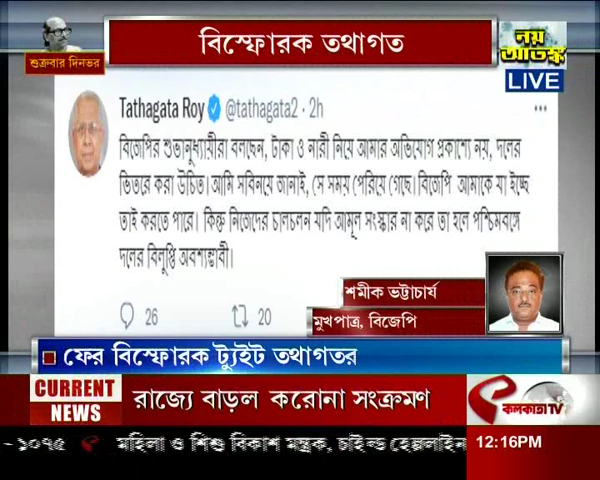 বিস্ফোরক তথাগত
শুক্রবার দিনভর
নয়
আতঙ্ক
LIVE
Tathagata Roy @tathagata2 · 2h
বিজেপির শুভানুধ্যায়ীরা বলছেন, টাকা ও নারী নিয়ে আমার অভিযোগ প্রকাশ্যে নয়, দলের
ভিতরে করা উচিত। আমি সবিনয়ে জানাই, সে সময় পেরিয়ে গেছে। বিজেপি আমাকে যা ইচ্ছে
তাই করতে পারে। কিন্তু নিজেদের চালচলন যদি আমূল সংস্কার না করে তা হলে পশ্চিমবঙ্গে
দলের বিলুপ্তি অবশ্যম্ভাবী।
26 20
শমীক ভট্টাচার্য
মুখপাত্র, বিজেপি
ফের বিস্ফোরক ট্যুইট তথাগতর
CURRENT
NEWS
রাজ্যে বাড়ল করোনা সংক্রমণ
কলকাতা TV
- ১০৭৫ মহিলা ও শিশু বিকাশ মন্ত্রক, চাইল্ড হেল্পলাইন
12:16PM